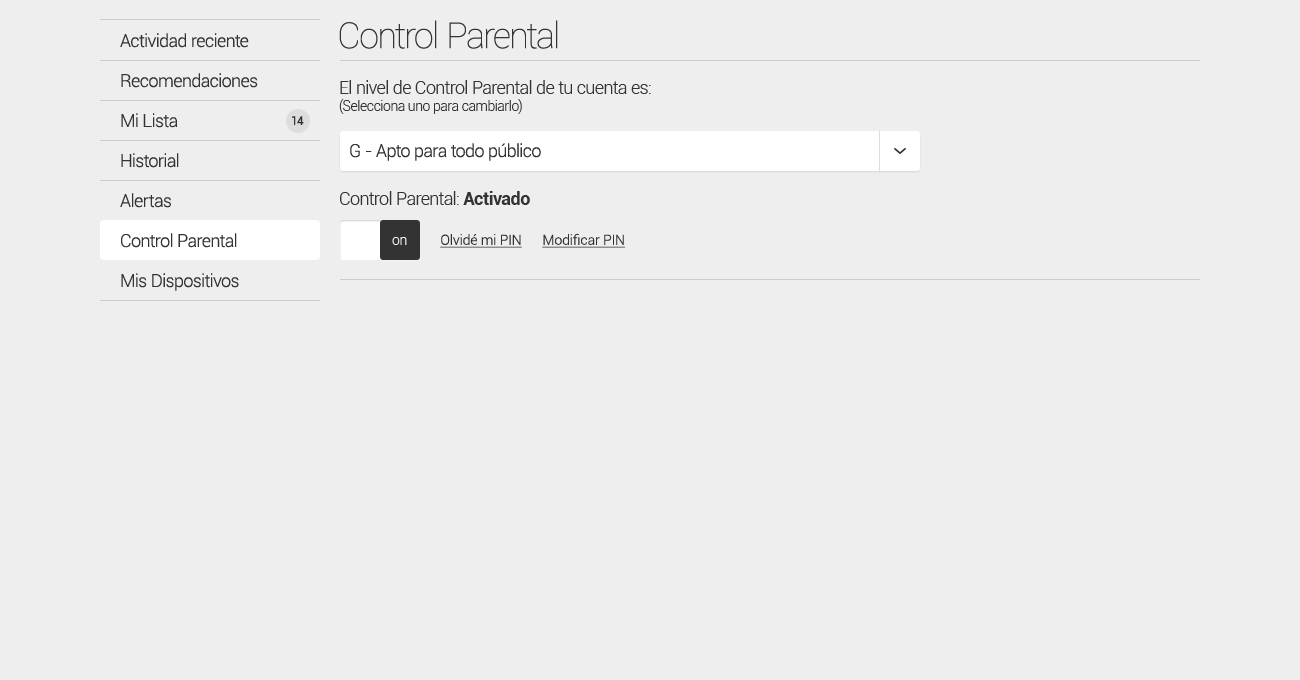 Actividad reciente
Recomendaciones
Mi Lista 14
Historial
Alertas
Control Parental
Mis Dispositivos
Control Parental
El nivel de Control Parental de tu cuenta es:
(Selecciona uno para cambiarlo)
G - Apto para todo público
Control Parental: Activado
on Olvidé mi PIN Modificar PIN